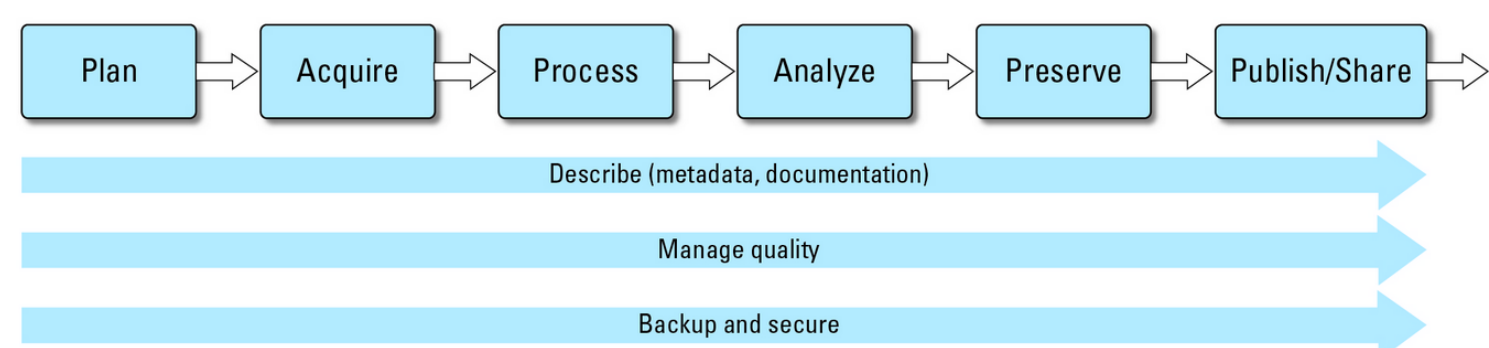 Plan
Acquire
Process
Analyze
Preserve
Publish/Share
Describe (metadata, documentation)
Manage quality
Backup and secure